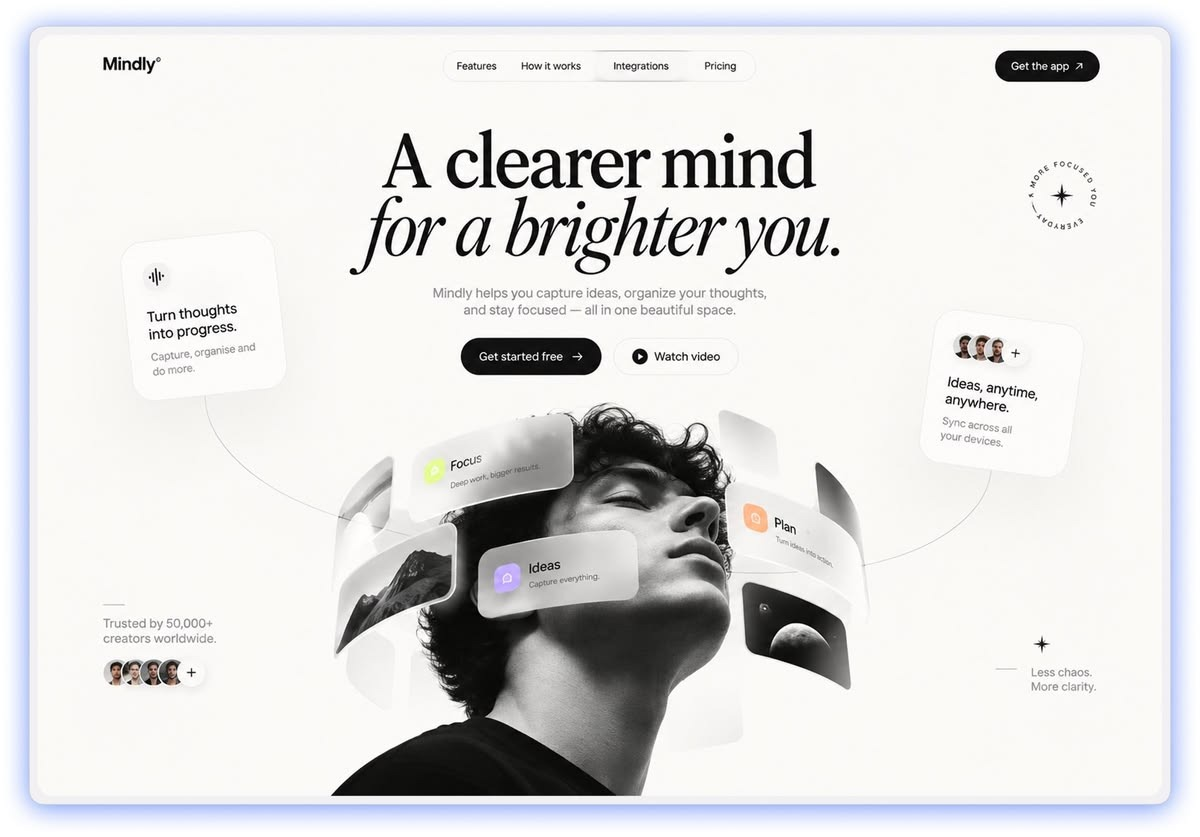 Mindly°
Features
How it works
Integrations
Pricing
Get the app ↗
A clearer mind
for a brighter you.
Mindly helps you capture ideas, organize your thoughts,
and stay focused — all in one beautiful space.
Get started free →
Watch video
A MORE FOCUSED YOU EVERYDAY —
Turn thoughts
into progress.
Capture, organise and
do more.
+
Ideas, anytime,
anywhere.
Sync across all
your devices.
Focus
Deep work, bigger results.
Plan
Turn ideas into action.
Ideas
Capture everything.
Trusted by 50,000+
creators worldwide.
+
Less chaos.
More clarity.